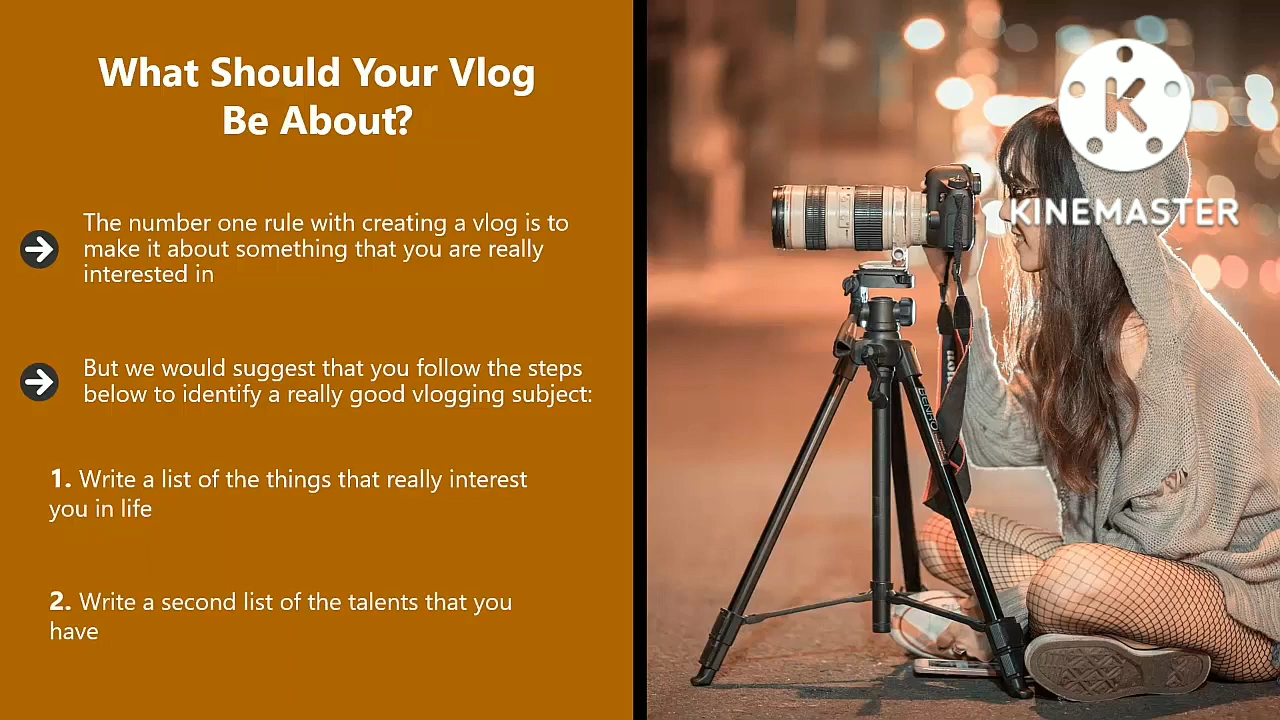 What Should Your Vlog
Be About?
The number one rule with creating a vlog is to
make it about something that you are really
interested in
But we would suggest that you follow the steps
below to identify a really good vlogging subject:
1. Write a list of the things that really interest
you in life
2. Write a second list of the talents that you
have
K
KINEMASTER
Canon
BENRO